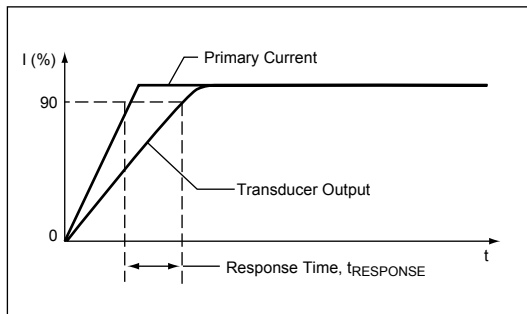 I (%)
Primary Current
90
Transducer Output
0
t
Response Time, tRESPONSE